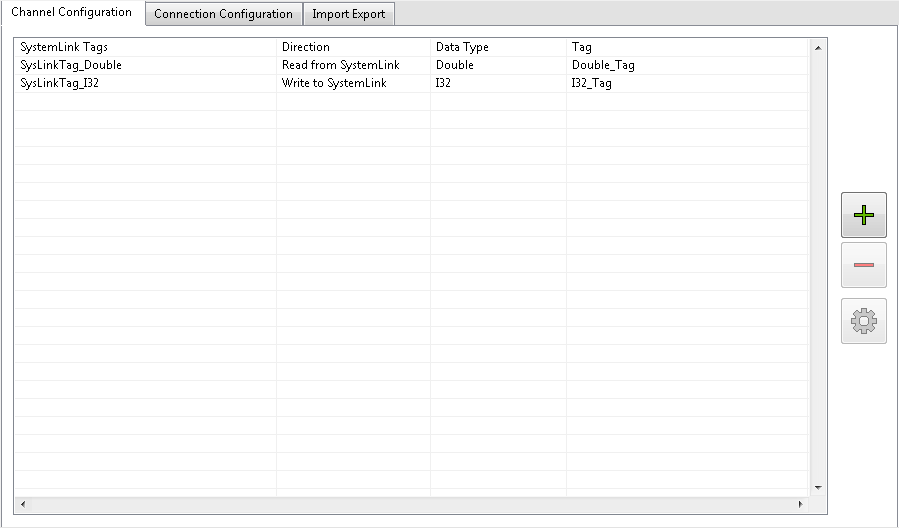 Channel Configuration Connection Configuration Import Export
SystemLink Tags Direction Data Type Tag
SysLinkTag_Double Read from SystemLink Double Double_Tag
SysLinkTag_I32 Write to SystemLink I32 I32_Tag